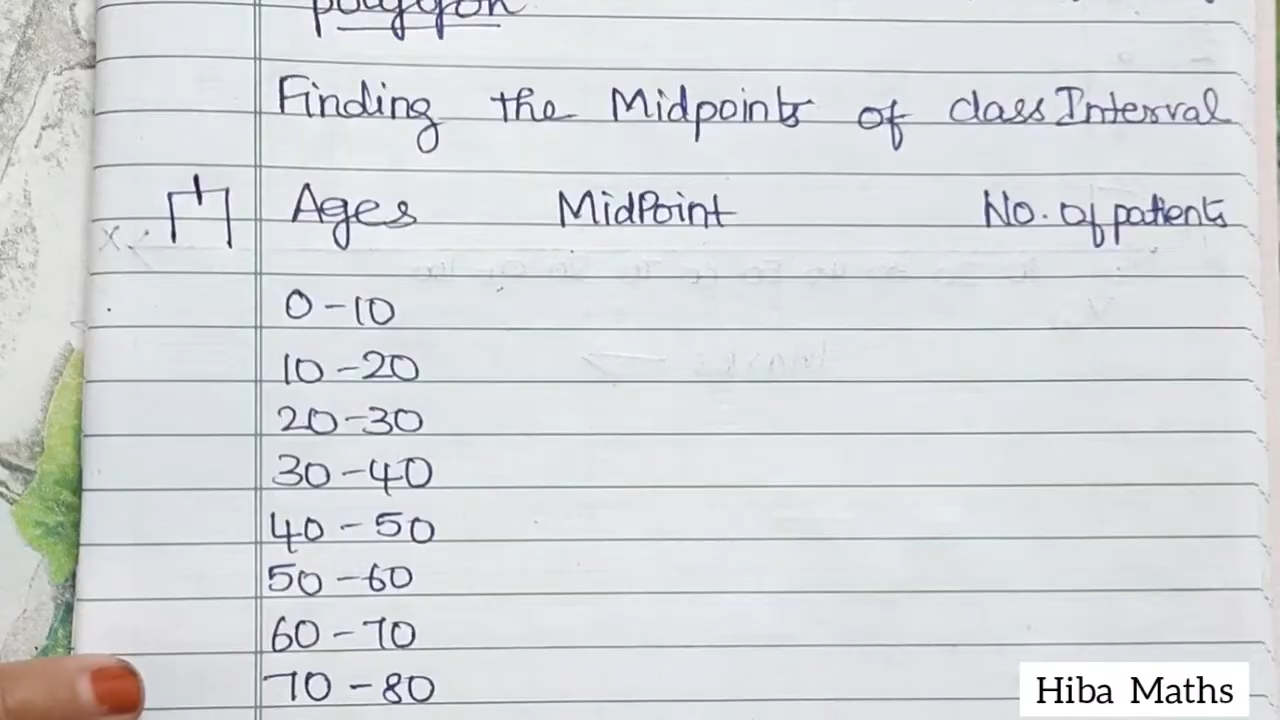 polygon
Finding the Midpoints of class Interval
Ages MidPoint No. of patients
0-10
10-20
20-30
30-40
40-50
50-60
60-70
70-80
Hiba Maths